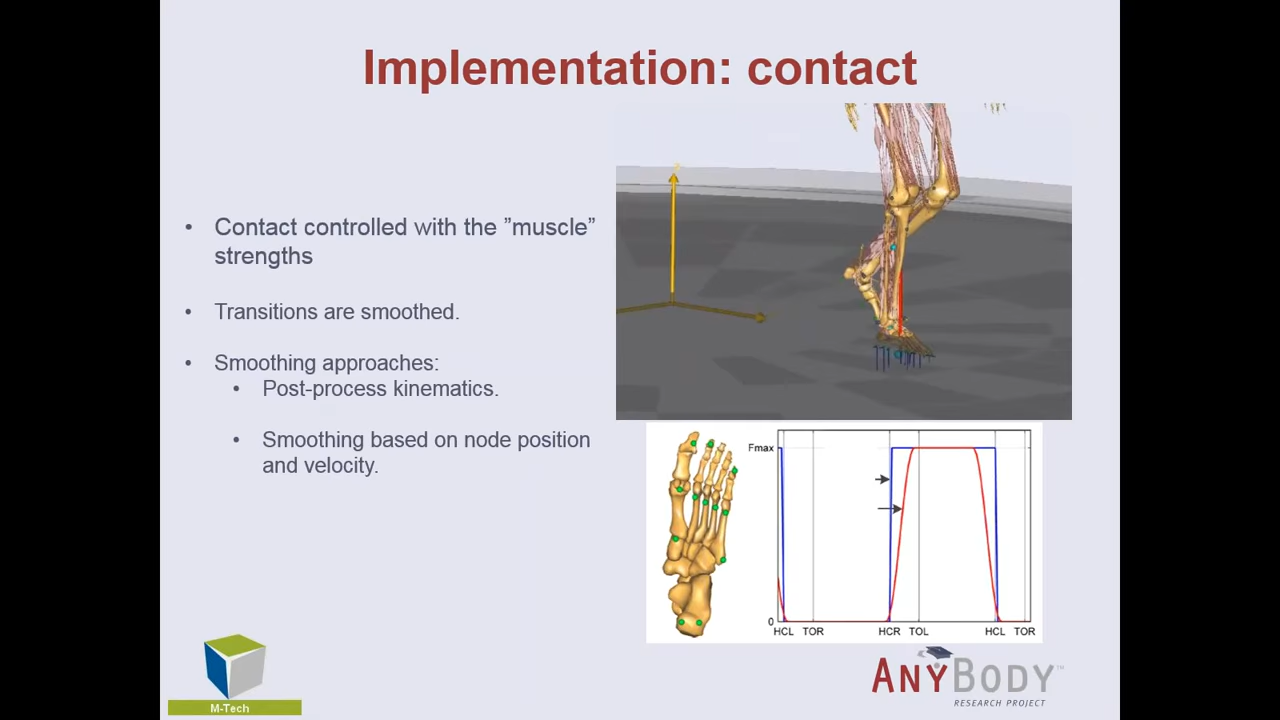 Implementation: contact
• Contact controlled with the ”muscle”
strengths
• Transitions are smoothed.
• Smoothing approaches:
• Post-process kinematics.
• Smoothing based on node position
and velocity.
Fmax
0
HCL TOR HCR TOL HCL TOR
M-Tech
ANYBODY™
RESEARCH PROJECT